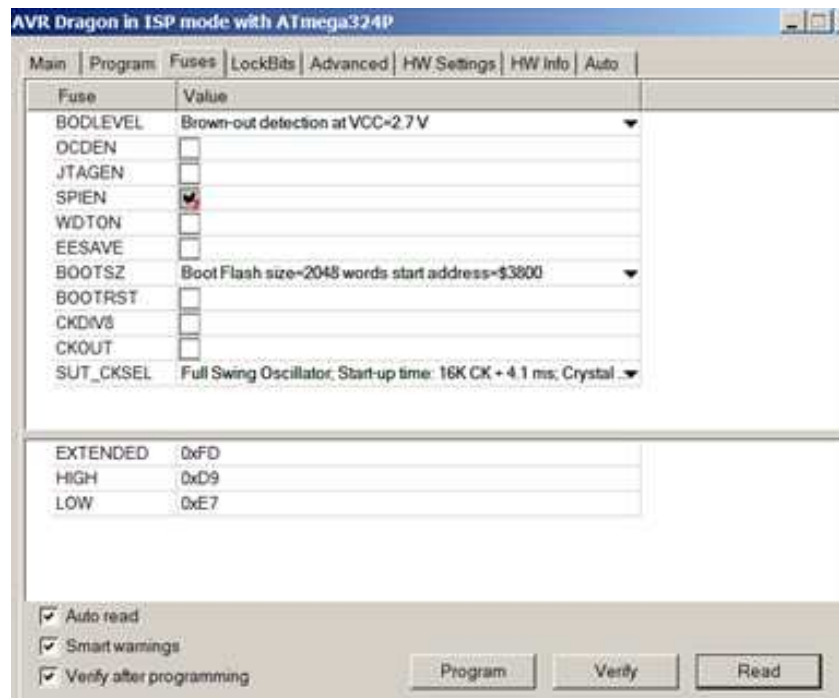 AVR Dragon in ISP mode with ATmega324P
Main Program Fuses LockBits Advanced HW Settings HW Info Auto
Fuse Value
BODLEVEL Brown-out detection at VCC=2.7 V
OCDEN
JTAGEN
SPIEN
WDTON
EESAVE
BOOTSZ Boot Flash size=2048 words start address=$3800
BOOTRST
CKDIV8
CKOUT
SUT_CKSEL Full Swing Oscillator; Start-up time: 16K CK + 4.1 ms; Crystal ..
EXTENDED 0xFD
HIGH 0xD9
LOW 0xE7
Auto read
Smart warnings
Verify after programming
Program Verify Read